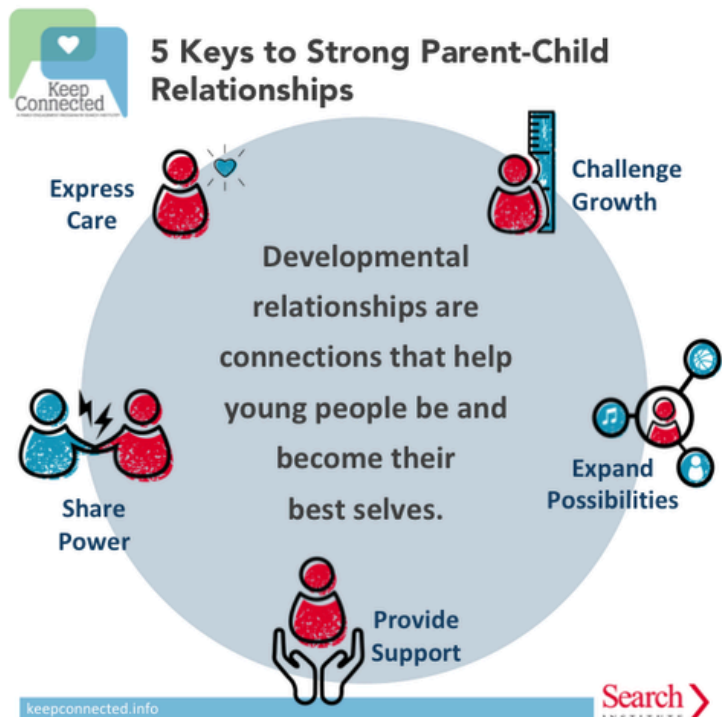 Keep
Connected
5 Keys to Strong Parent-Child
Relationships
Express
Care
Challenge
Growth
Developmental
relationships are
connections that help
young people be and
become their
best selves.
Share
Power
Expand
Possibilities
Provide
Support
keepconnected.info
Search
INSTITUTE